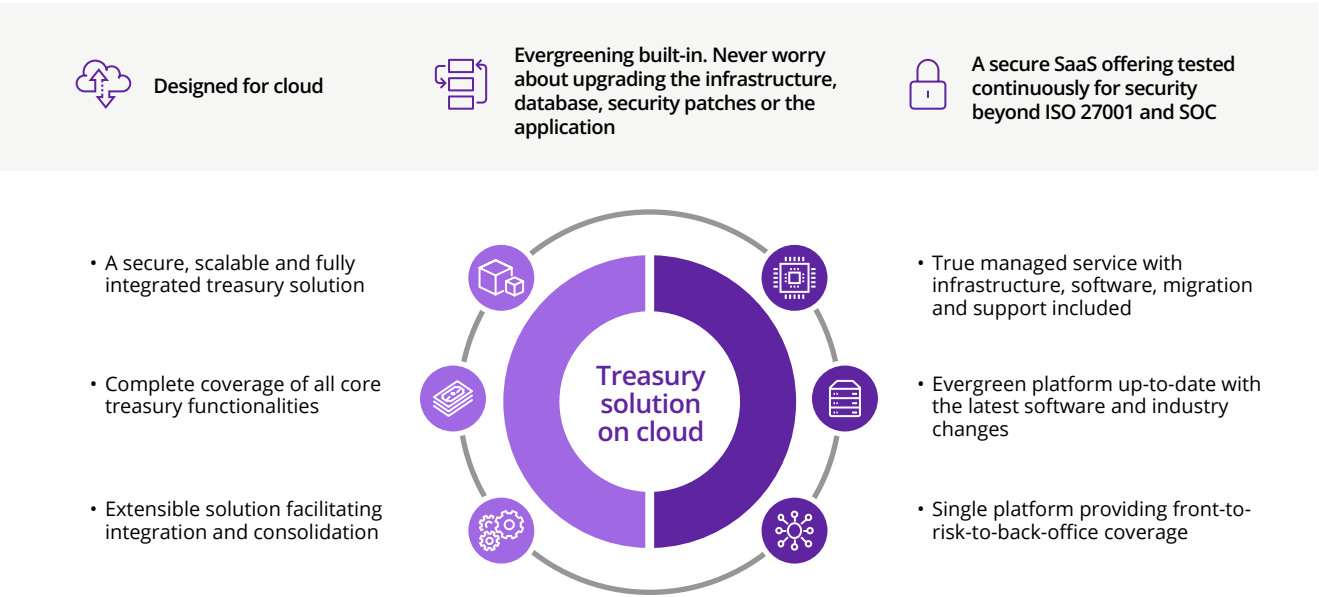 Designed for cloud
Evergreening built-in. Never worry
about upgrading the infrastructure,
database, security patches or the
application
A secure SaaS offering tested
continuously for security
beyond ISO 27001 and SOC
• A secure, scalable and fully
integrated treasury solution
• Complete coverage of all core
treasury functionalities
• Extensible solution facilitating
integration and consolidation
Treasury
solution
on cloud
• True managed service with
infrastructure, software, migration
and support included
• Evergreen platform up-to-date with
the latest software and industry
changes
• Single platform providing front-to-
risk-to-back-office coverage